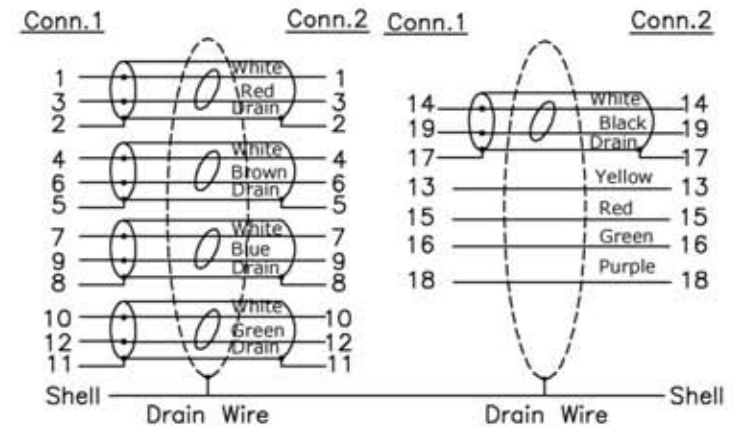 Conn.1 Conn.2 Conn.1 Conn.2
1 White 1
3 Red 3
2 Drain 2
4 White 4
6 Brown 6
5 Drain 5
7 White 7
9 Blue 9
8 Drain 8
10 White 10
12 Green 12
11 Drain 11
14 White 14
19 Black 19
17 Drain 17
13 Yellow 13
15 Red 15
16 Green 16
18 Purple 18
Shell Shell
Drain Wire Drain Wire